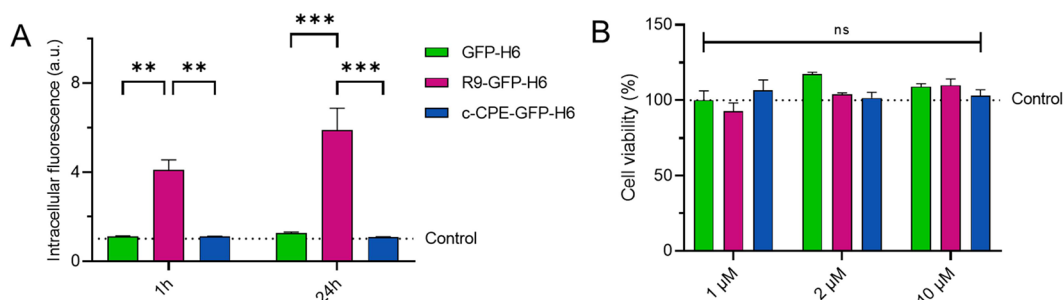 A
Intracellular fluorescence (a.u.)
8
4
0
** **
***
***
1h
24h
Control
GFP-H6
R9-GFP-H6
c-CPE-GFP-H6
B
Cell viability (%)
150
100
50
0
ns
Control
1 µM
2 µM
10 µM